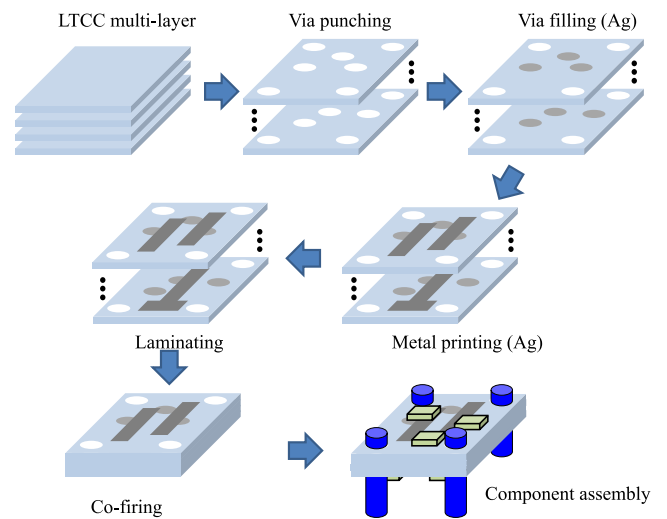 LTCC multi-layer
Via punching
Via filling (Ag)
Laminating
Metal printing (Ag)
Co-firing
Component assembly